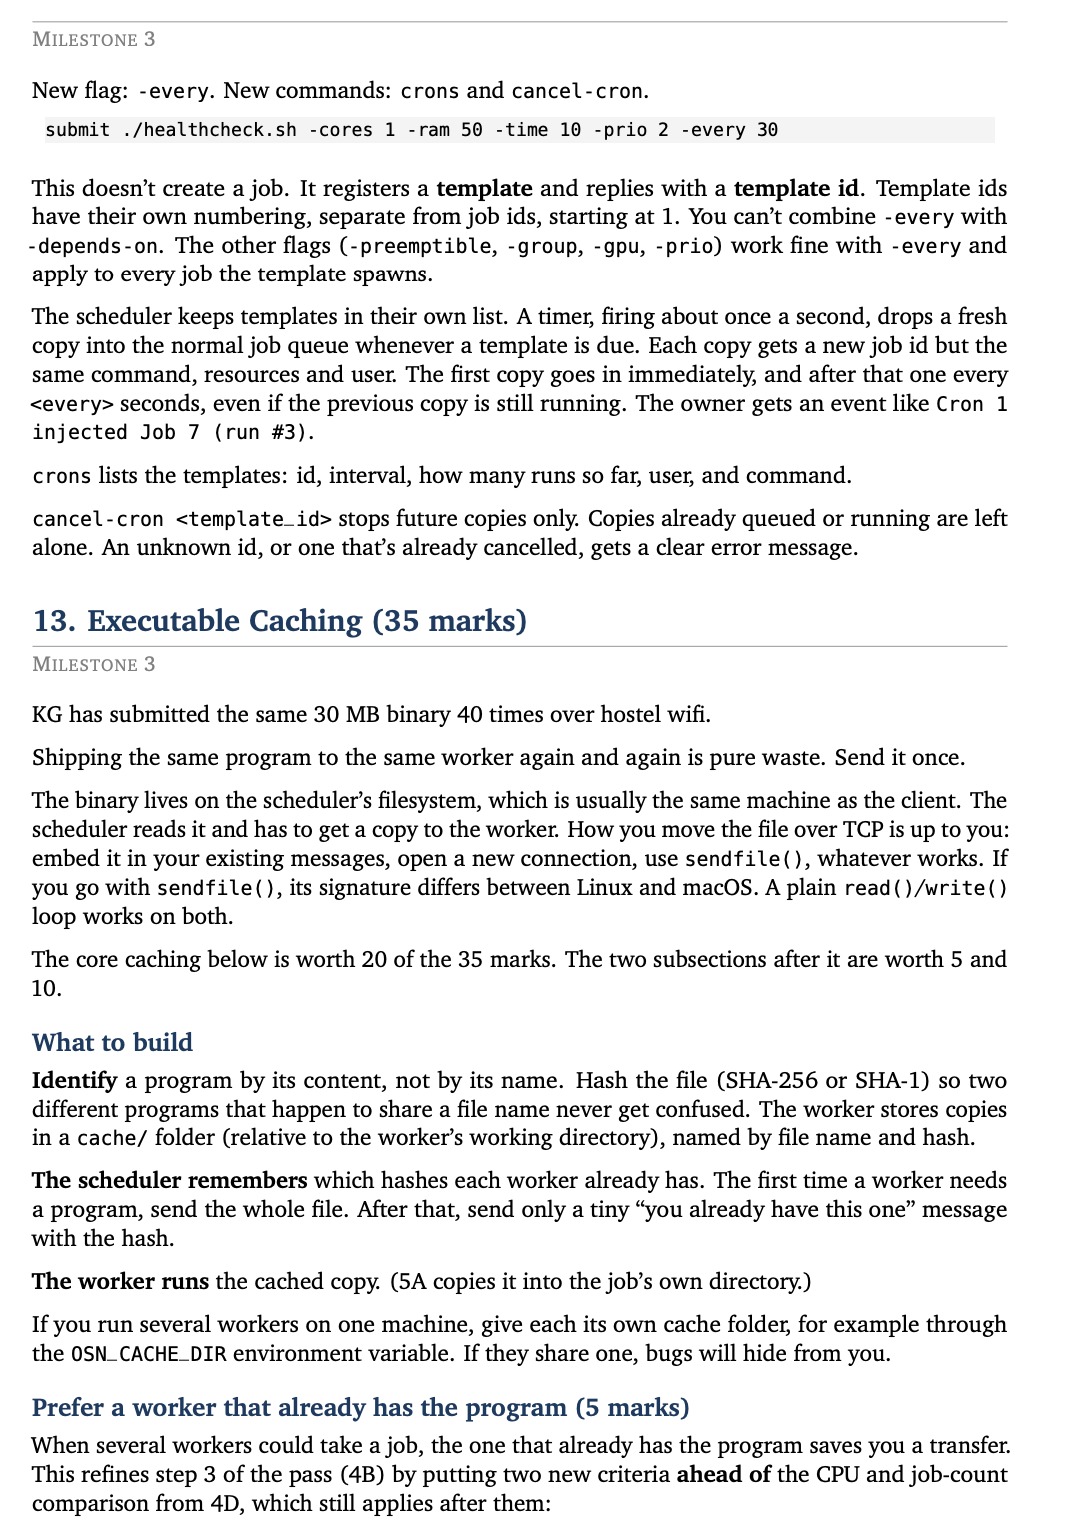 MILESTONE 3
New flag: -every. New commands: crons and cancel-cron.
submit ./healthcheck.sh -cores 1 -ram 50 -time 10 -prio 2 -every 30
This doesn’t create a job. It registers a template and replies with a template id. Template ids
have their own numbering, separate from job ids, starting at 1. You can’t combine -every with
-depends-on. The other flags (-preemptible, -group, -gpu, -prio) work fine with -every and
apply to every job the template spawns.
The scheduler keeps templates in their own list. A timer, firing about once a second, drops a fresh
copy into the normal job queue whenever a template is due. Each copy gets a new job id but the
same command, resources and user. The first copy goes in immediately, and after that one every
<every> seconds, even if the previous copy is still running. The owner gets an event like Cron 1
injected Job 7 (run #3).
crons lists the templates: id, interval, how many runs so far, user, and command.
cancel-cron <template_id> stops future copies only. Copies already queued or running are left
alone. An unknown id, or one that’s already cancelled, gets a clear error message.
13. Executable Caching (35 marks)
MILESTONE 3
KG has submitted the same 30 MB binary 40 times over hostel wifi.
Shipping the same program to the same worker again and again is pure waste. Send it once.
The binary lives on the scheduler’s filesystem, which is usually the same machine as the client. The
scheduler reads it and has to get a copy to the worker. How you move the file over TCP is up to you:
embed it in your existing messages, open a new connection, use sendfile(), whatever works. If
you go with sendfile(), its signature differs between Linux and macOS. A plain read()/write()
loop works on both.
The core caching below is worth 20 of the 35 marks. The two subsections after it are worth 5 and
10.
What to build
Identify a program by its content, not by its name. Hash the file (SHA-256 or SHA-1) so two
different programs that happen to share a file name never get confused. The worker stores copies
in a cache/ folder (relative to the worker’s working directory), named by file name and hash.
The scheduler remembers which hashes each worker already has. The first time a worker needs
a program, send the whole file. After that, send only a tiny “you already have this one” message
with the hash.
The worker runs the cached copy. (5A copies it into the job’s own directory.)
If you run several workers on one machine, give each its own cache folder, for example through
the OSN_CACHE_DIR environment variable. If they share one, bugs will hide from you.
Prefer a worker that already has the program (5 marks)
When several workers could take a job, the one that already has the program saves you a transfer.
This refines step 3 of the pass (4B) by putting two new criteria ahead of the CPU and job-count
comparison from 4D, which still applies after them: